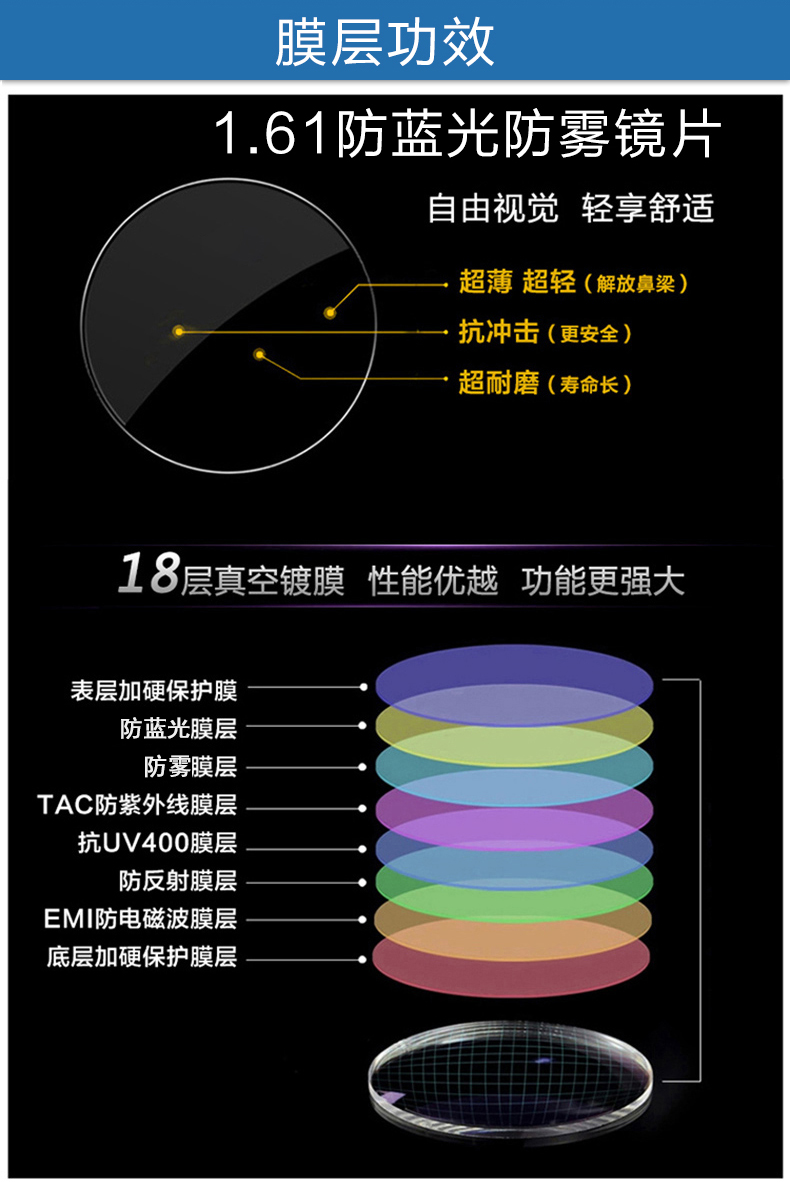 膜层功效
1.61防蓝光防雾镜片
自由视觉 轻享舒适
超薄 超轻（解放鼻梁）
抗冲击（更安全）
超耐磨（寿命长）
18层真空镀膜 性能优越 功能更强大
表层加硬保护膜
防蓝光膜层
防雾膜层
TAC防紫外线膜层
抗UV400膜层
防反射膜层
EMI防电磁波膜层
底层加硬保护膜层